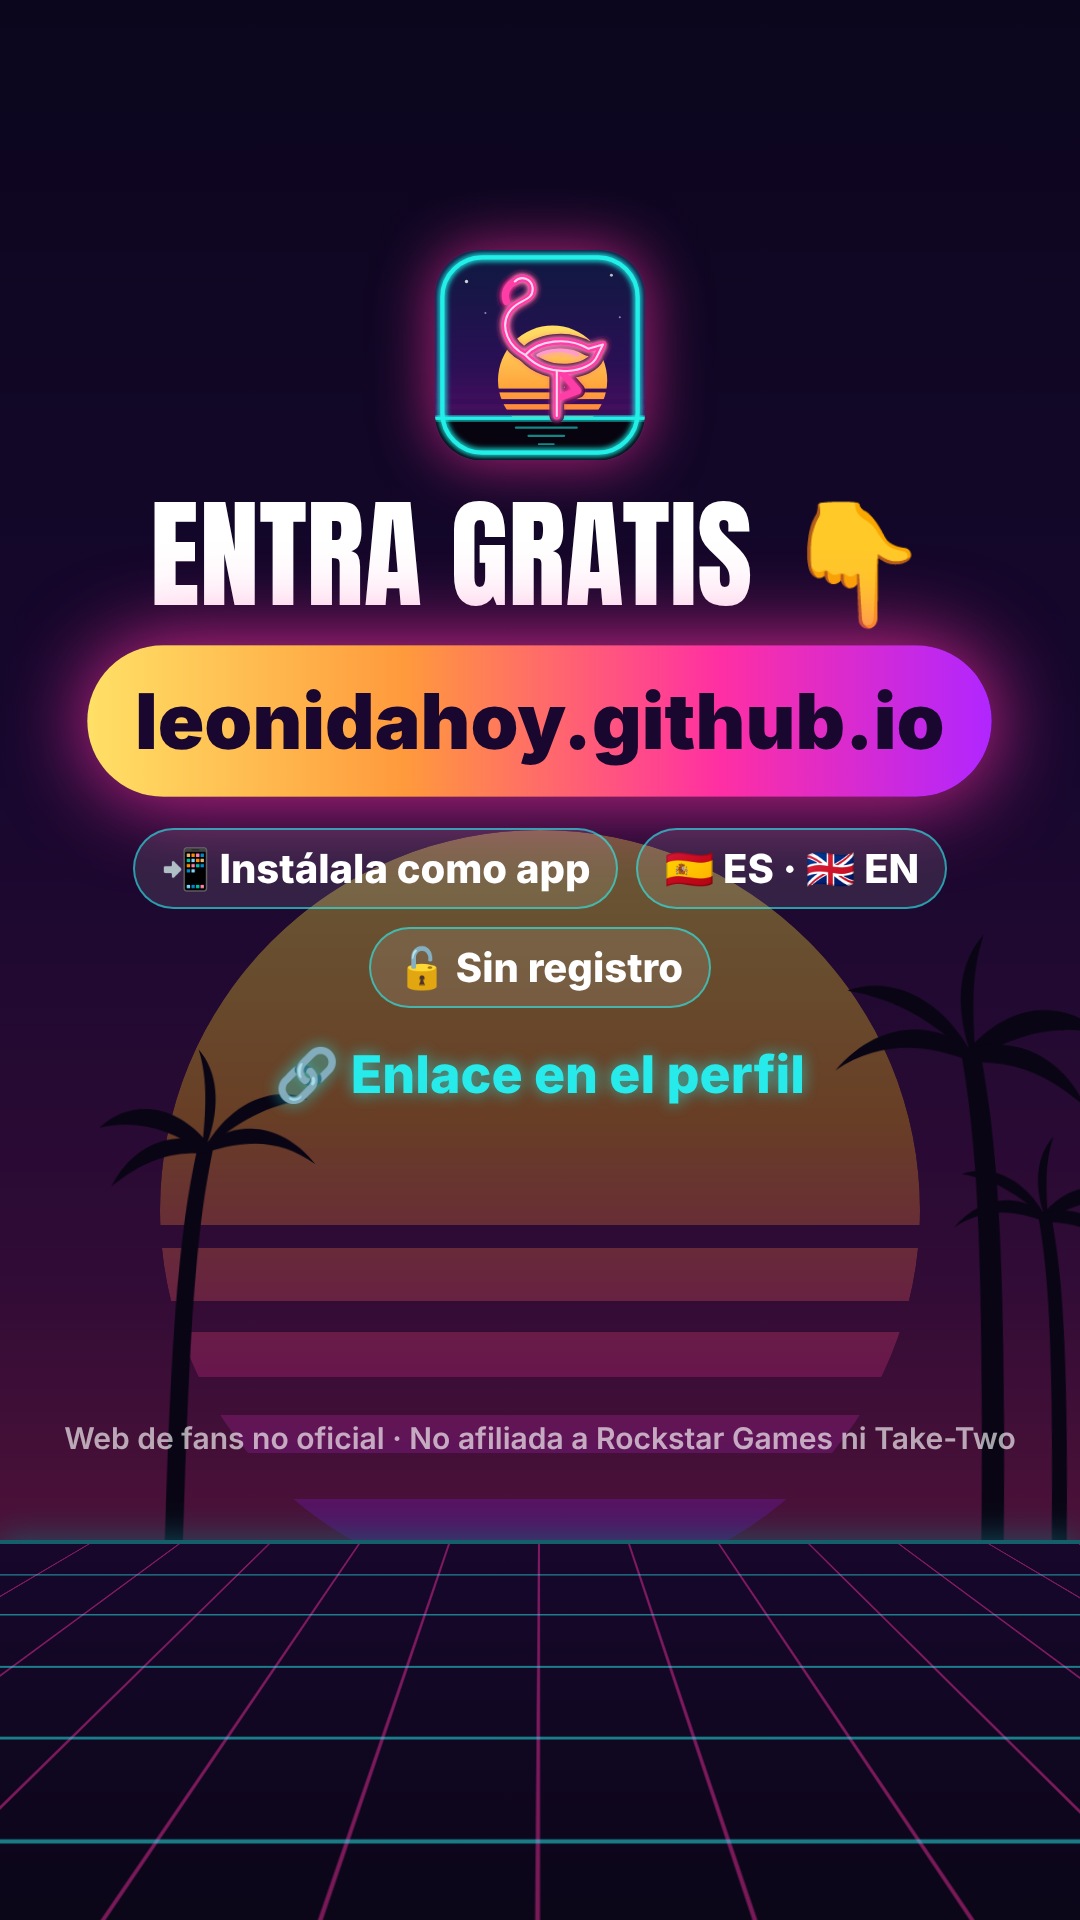 ENTRA GRATIS 👇
leonidahoy.github.io
📲 Instálala como app
🇪🇸 ES · 🇬🇧 EN
🔓 Sin registro
🔗 Enlace en el perfil
Web de fans no oficial · No afiliada a Rockstar Games ni Take-Two